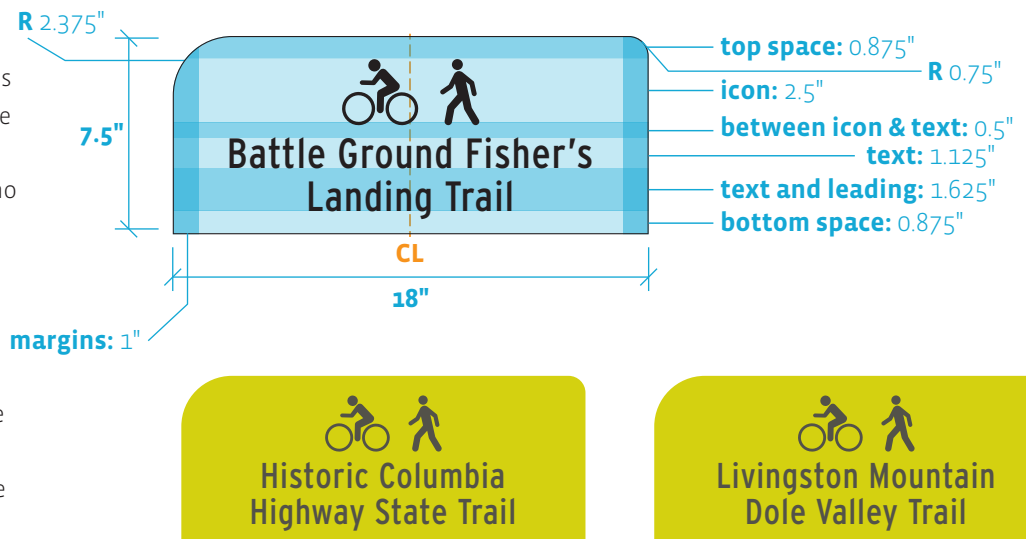 R 2.375"
top space: 0.875"
R 0.75"
icon: 2.5"
7.5"
between icon & text: 0.5"
Battle Ground Fisher's
text: 1.125"
Landing Trail
text and leading: 1.625"
bottom space: 0.875"
CL
18"
margins: 1"
Historic Columbia
Highway State Trail
Livingston Mountain
Dole Valley Trail